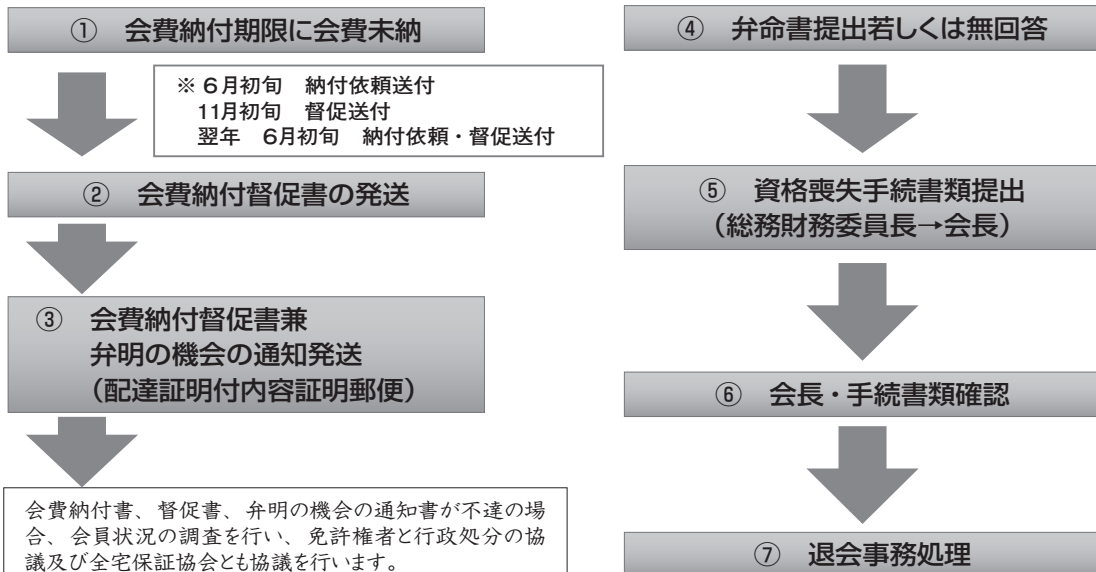 ① 会費納付期限に会費未納
※ 6月初旬 納付依頼送付
11月初旬 督促送付
翌年 6月初旬 納付依頼・督促送付
② 会費納付督促書の発送
③ 会費納付督促書兼
弁明の機会の通知発送
（配達証明付内容証明郵便）
会費納付書、督促書、弁明の機会の通知書が不達の場
合、会員状況の調査を行い、免許権者と行政処分の協
議及び全宅保証協会とも協議を行います。
④ 弁命書提出若しくは無回答
⑤ 資格喪失手続書類提出
（総務財務委員長→会長）
⑥ 会長・手続書類確認
⑦ 退会事務処理